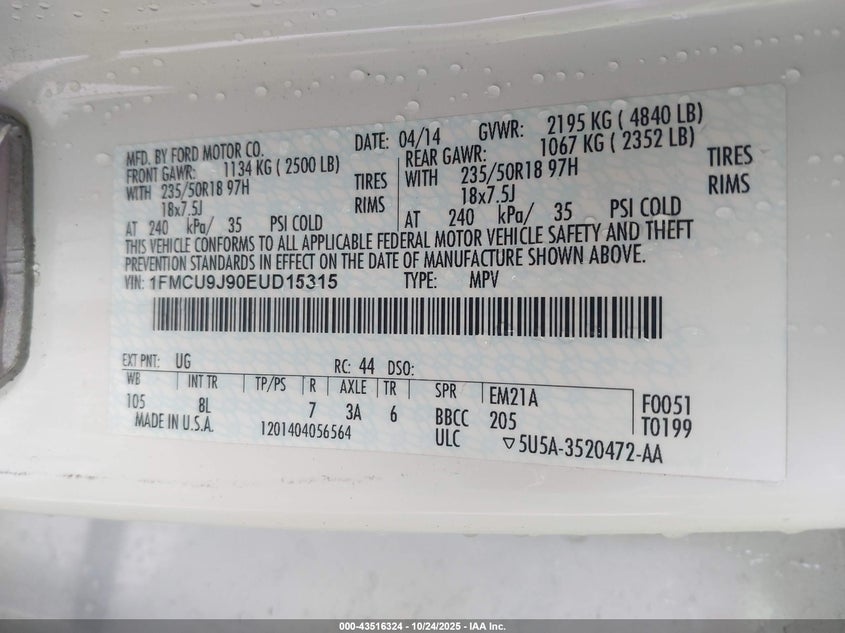 MFD. BY FORD MOTOR CO. DATE: 04/14 GVWR: 2195 KG ( 4840 LB)
FRONT GAWR: 1134 KG ( 2500 LB) REAR GAWR: 1067 KG ( 2352 LB)
WITH 235/50R18 97H TIRES WITH 235/50R18 97H TIRES
18x7.5J RIMS 18x7.5J RIMS
AT 240 kPa/ 35 PSI COLD AT 240 kPa/ 35 PSI COLD
THIS VEHICLE CONFORMS TO ALL APPLICABLE FEDERAL MOTOR VEHICLE SAFETY AND THEFT
PREVENTION STANDARDS IN EFFECT ON THE DATE OF MANUFACTURE SHOWN ABOVE.
VIN: 1FMCU9J90EUD15315 TYPE: MPV
EXT PNT: UG RC: 44 DSO:
WB INT TR TP/PS R AXLE TR SPR EM21A F0051
105 8L 7 3A 6 BBCC 205 T0199
MADE IN U.S.A. 1201404056564 ULC ▽5U5A-3520472-AA
000-43516324 | 10/24/2025 | IAA Inc.